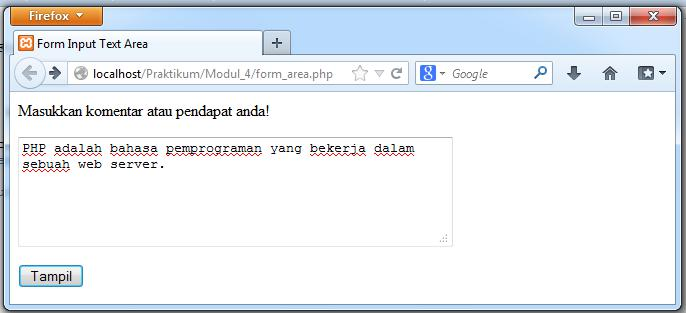 Firefox
Form Input Text Area
localhost/Praktikum/Modul_4/form_area.php
Google
Masukkan komentar atau pendapat anda!
PHP adalah bahasa pemprograman yang bekerja dalam
sebuah web server.
Tampil